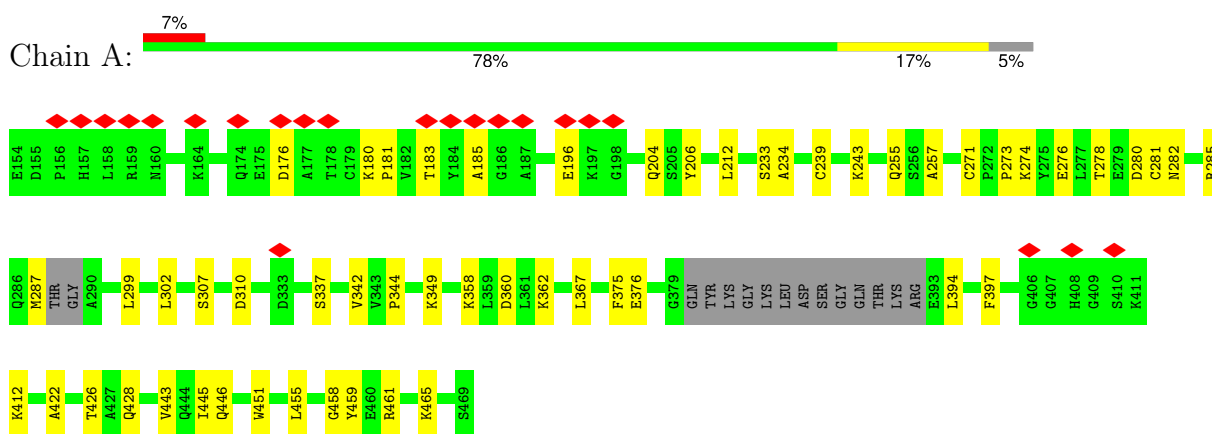 7%
Chain A:
78% 17% 5%
E154 D155 P156 H157 L158 R159 N160 K164 Q174 E175 D176 A177 T178 C179 K180 P181 V182 T183 Y184 A185 G186 A187 E196 K197 G198 Q204 S205 Y206 L212 S233 A234 C239 K243 Q255 S256 A257 C271 P272 P273 K274 Y275 E276 L277 T278 E279 D280 C281 N282 R285
Q286 M287 THR GLY A290 L299 L302 S307 D310 D333 S337 V342 V343 P344 K349 K358 L359 D360 L361 K362 L367 F375 E376 G379 GLN TYR LYS GLY LYS LYS LEU ASP SER GLY GLN THR LYS ARG E393 L394 F397 G406 G407 H408 G409 S410 K411
K412 A422 T426 A427 Q428 V443 Q444 I445 Q446 W451 L455 G458 Y459 E460 R461 K465 S469